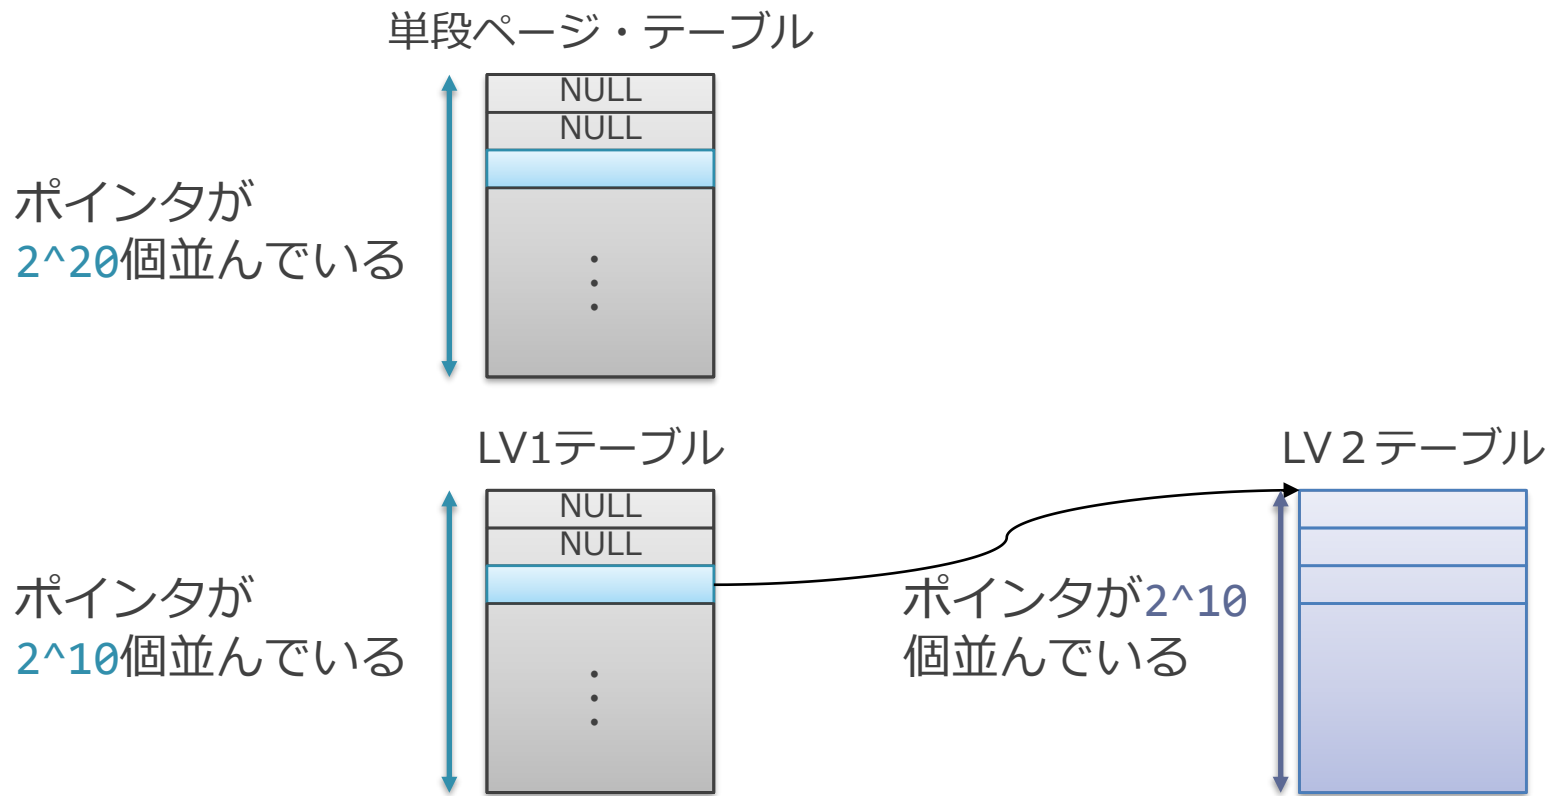 単段ページ・テーブル
NULL
NULL
ポインタが
2^20個並んでいる
LV1テーブル
NULL
NULL
ポインタが
2^10個並んでいる
LV２テーブル
ポインタが2^10
個並んでいる